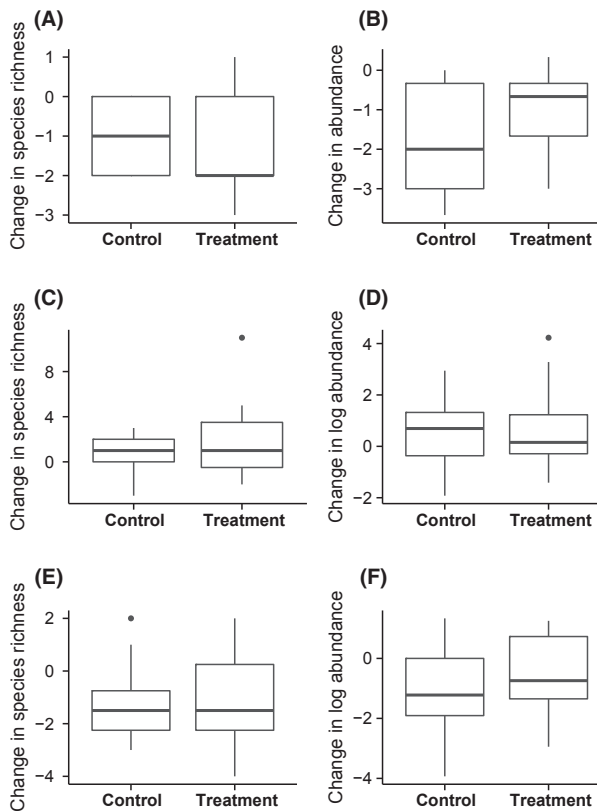 (A)
Change in species richness
1
0
−1
−2
−3
Control Treatment
(B)
Change in abundance
0
−1
−2
−3
Control Treatment
(C)
Change in species richness
8
4
0
Control Treatment
(D)
Change in log abundance
4
2
0
−2
Control Treatment
(E)
Change in species richness
2
0
−2
−4
Control Treatment
(F)
Change in log abundance
0
−2
−4
Control Treatment